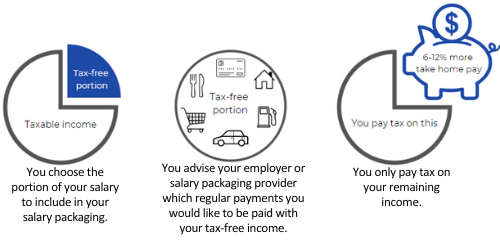 Tax-free
portion
Taxable income
You choose the
portion of your salary
to include in your
salary packaging.
Tax-free
portion
You advise your employer or
salary packaging provider
which regular payments you
would like to be paid with
your tax-free income.
$
6-12% more
take home pay
You pay tax on this
You only pay tax on
your remaining
income.